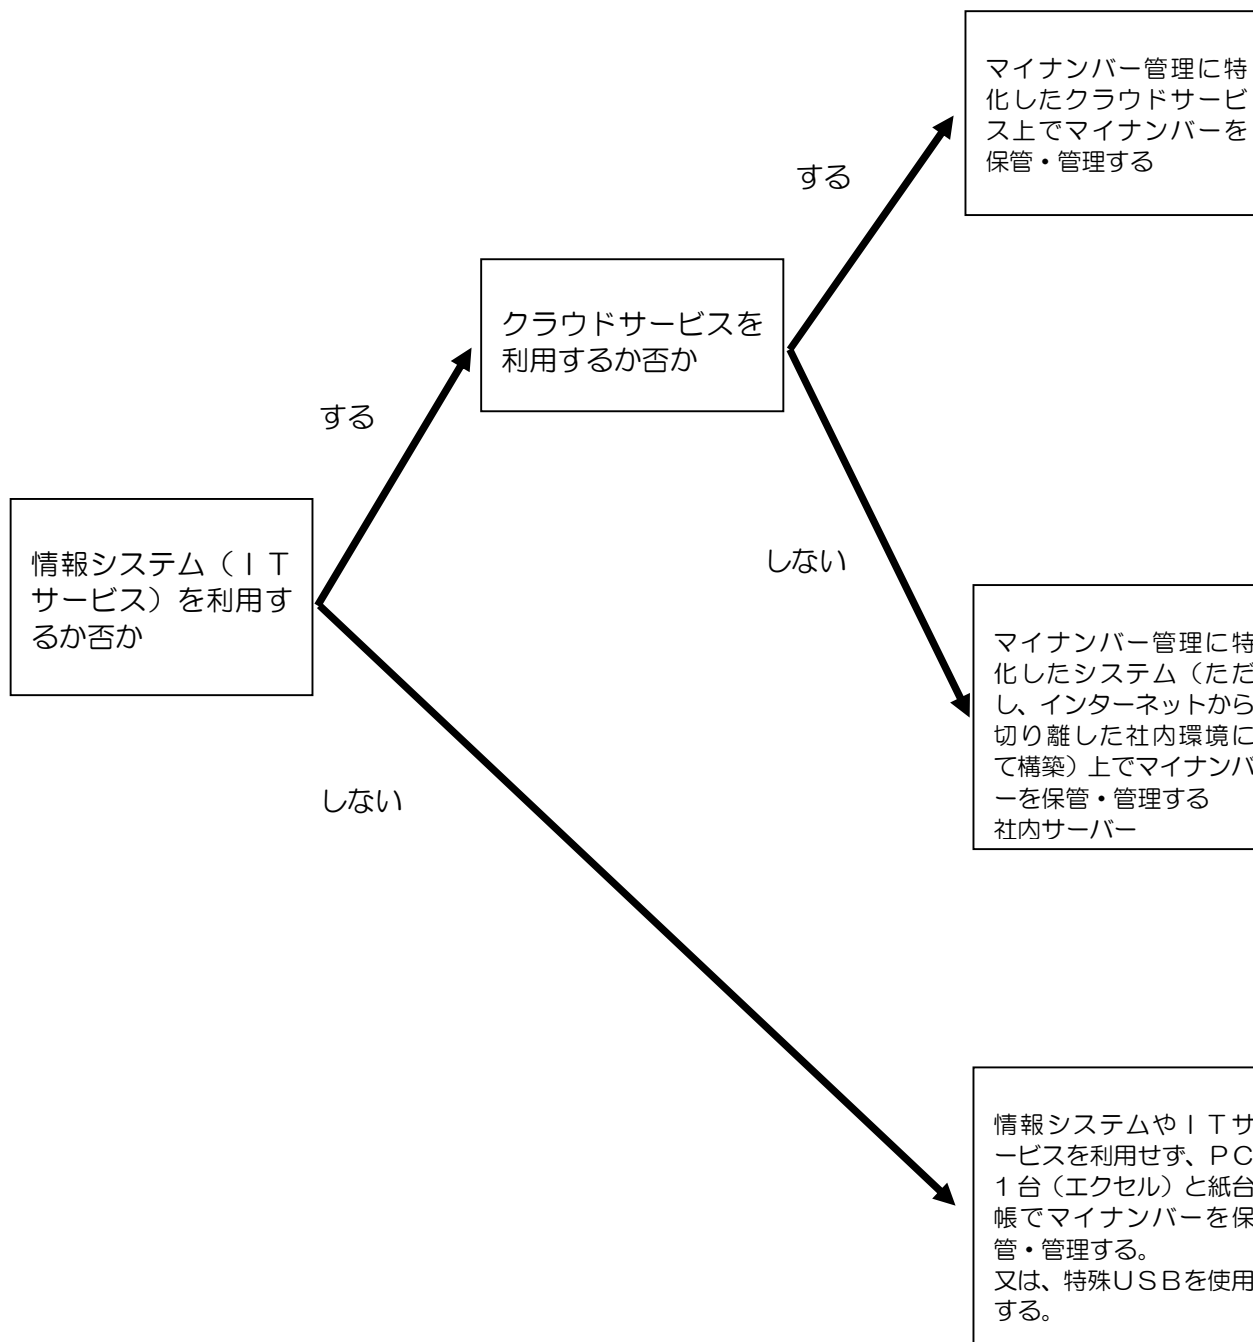 マイナンバー管理に特
化したクラウドサービ
ス上でマイナンバーを
保管・管理する
する
クラウドサービスを
利用するか否か
する
情報システム（ＩＴ
サービス）を利用す
るか否か
しない
マイナンバー管理に特
化したシステム（ただ
し、インターネットから
切り離した社内環境に
て構築）上でマイナンバ
ーを保管・管理する
社内サーバー
しない
情報システムやＩＴサ
ービスを利用せず、ＰＣ
１台（エクセル）と紙台
帳でマイナンバーを保
管・管理する。
又は、特殊ＵＳＢを使用
する。